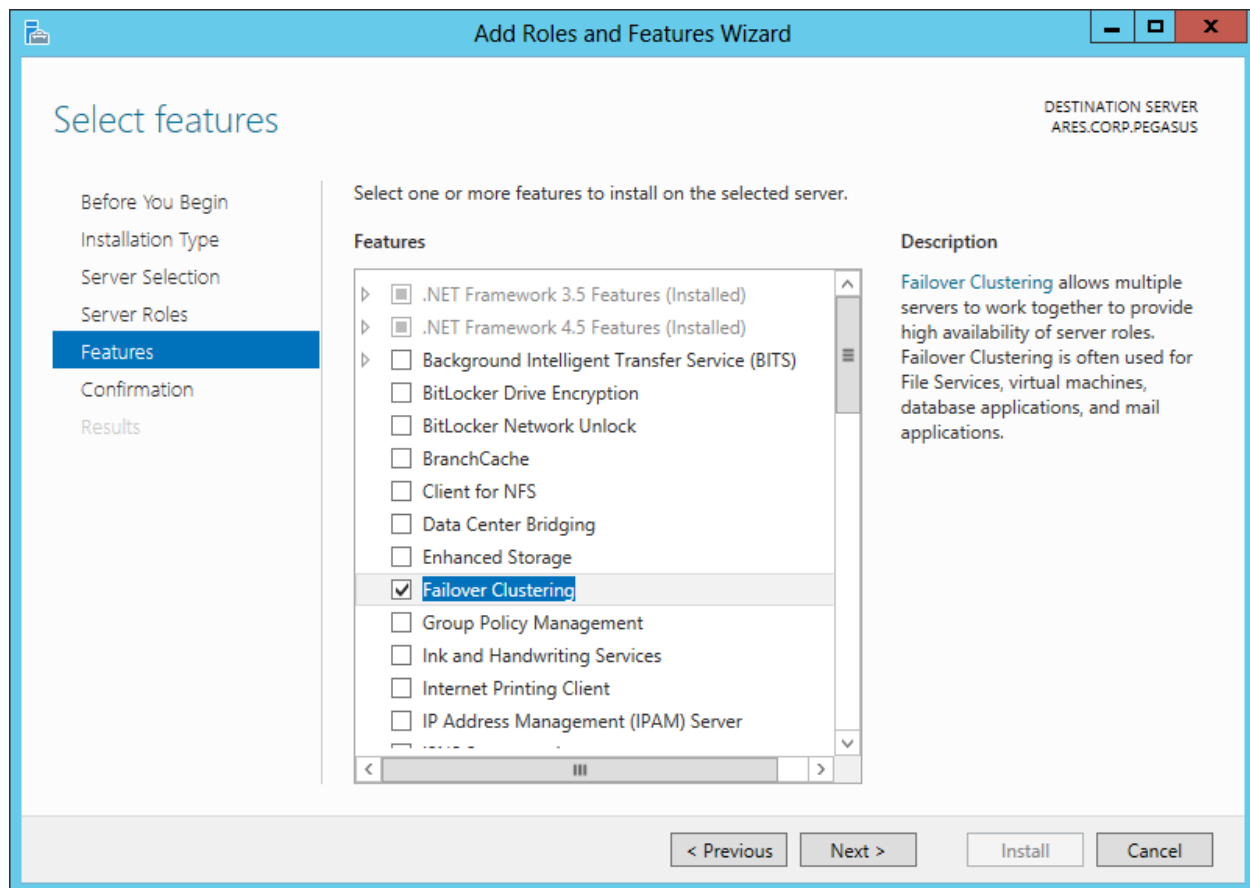 Add Roles and Features Wizard
Select features
DESTINATION SERVER
ARES.CORP.PEGASUS
Before You Begin
Installation Type
Server Selection
Server Roles
Features
Confirmation
Results
Select one or more features to install on the selected server.
Features
.NET Framework 3.5 Features (Installed)
.NET Framework 4.5 Features (Installed)
Background Intelligent Transfer Service (BITS)
BitLocker Drive Encryption
BitLocker Network Unlock
BranchCache
Client for NFS
Data Center Bridging
Enhanced Storage
Failover Clustering
Group Policy Management
Ink and Handwriting Services
Internet Printing Client
IP Address Management (IPAM) Server
Description
Failover Clustering allows multiple
servers to work together to provide
high availability of server roles.
Failover Clustering is often used for
File Services, virtual machines,
database applications, and mail
applications.
< Previous
Next >
Install
Cancel